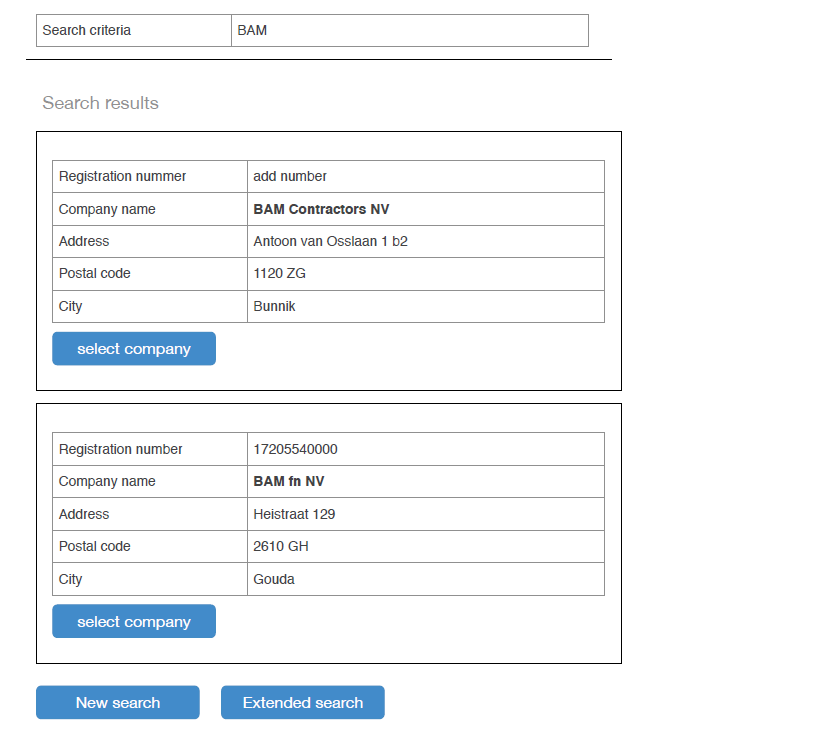 Search criteria BAM
Search results
Registration nummer add number
Company name BAM Contractors NV
Address Antoon van Osslaan 1 b2
Postal code 1120 ZG
City Bunnik
select company
Registration number 17205540000
Company name BAM fn NV
Address Heistraat 129
Postal code 2610 GH
City Gouda
select company
New search Extended search